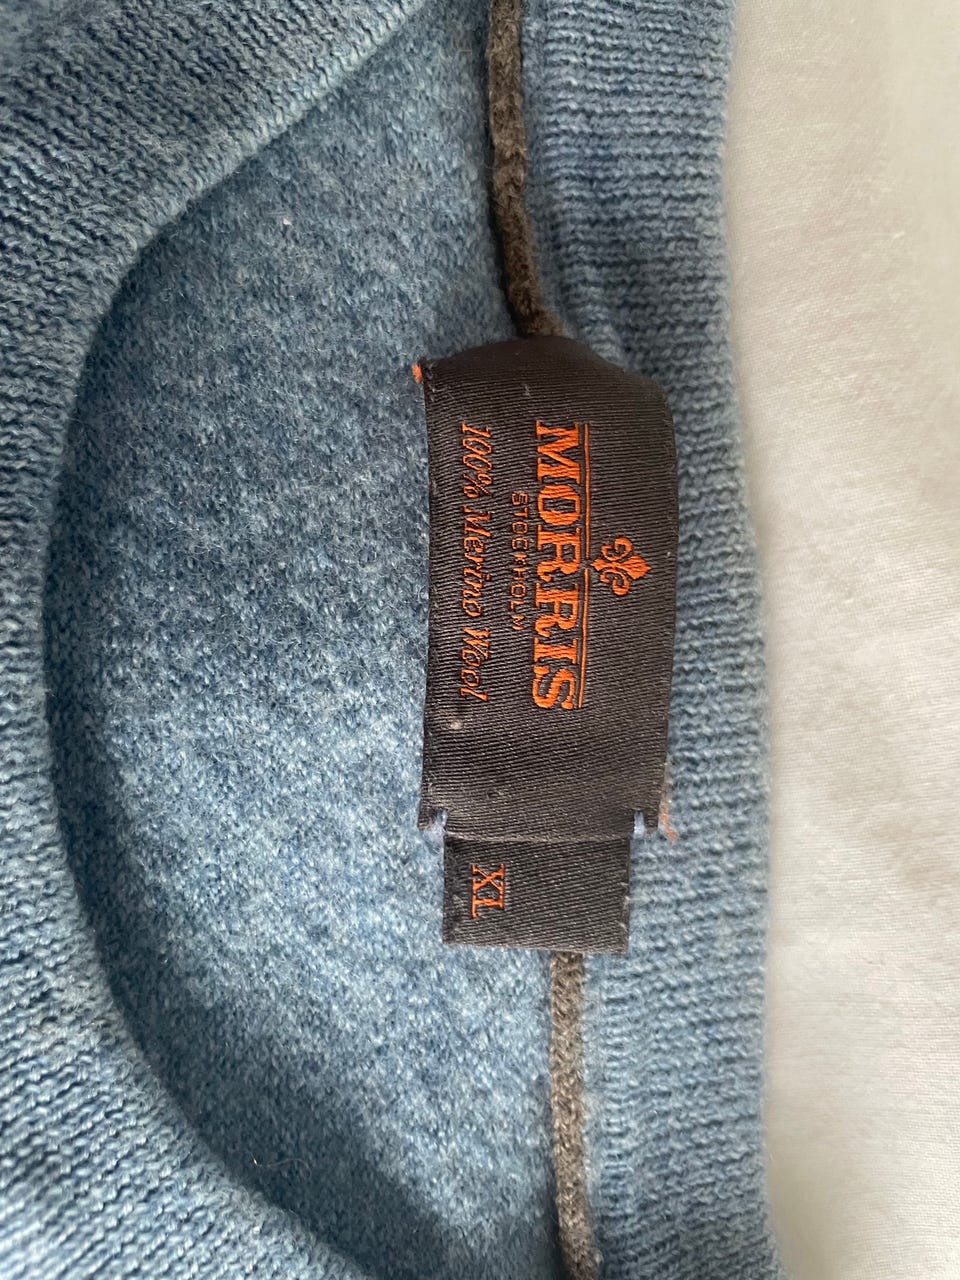 MORRIS
STOCKHOLM
100% Merino Wool
XL